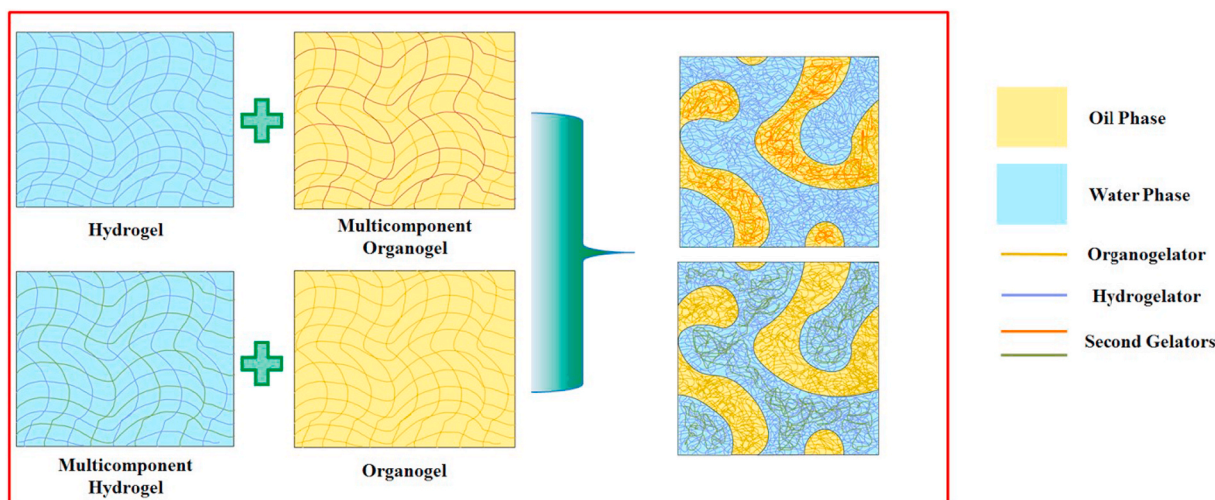 Hydrogel
Multicomponent
Organogel
Multicomponent
Hydrogel
Organogel
Oil Phase
Water Phase
Organogelator
Hydrogelator
Second Gelators